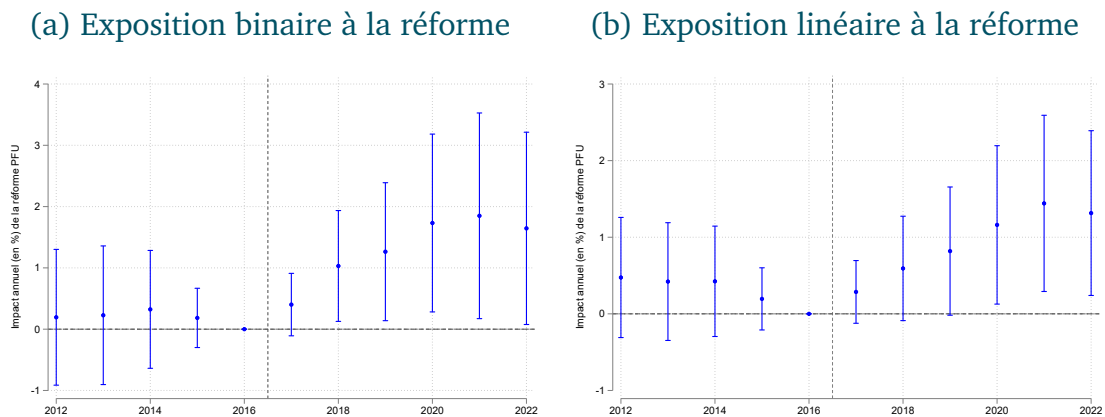 (a) Exposition binaire à la réforme
(b) Exposition linéaire à la réforme
Impact annuel (en %) de la réforme PFU
4
3
2
1
0
-1
2012 2014 2016 2018 2020 2022
Impact annuel (en %) de la réforme PFU
3
2
1
0
-1
2012 2014 2016 2018 2020 2022